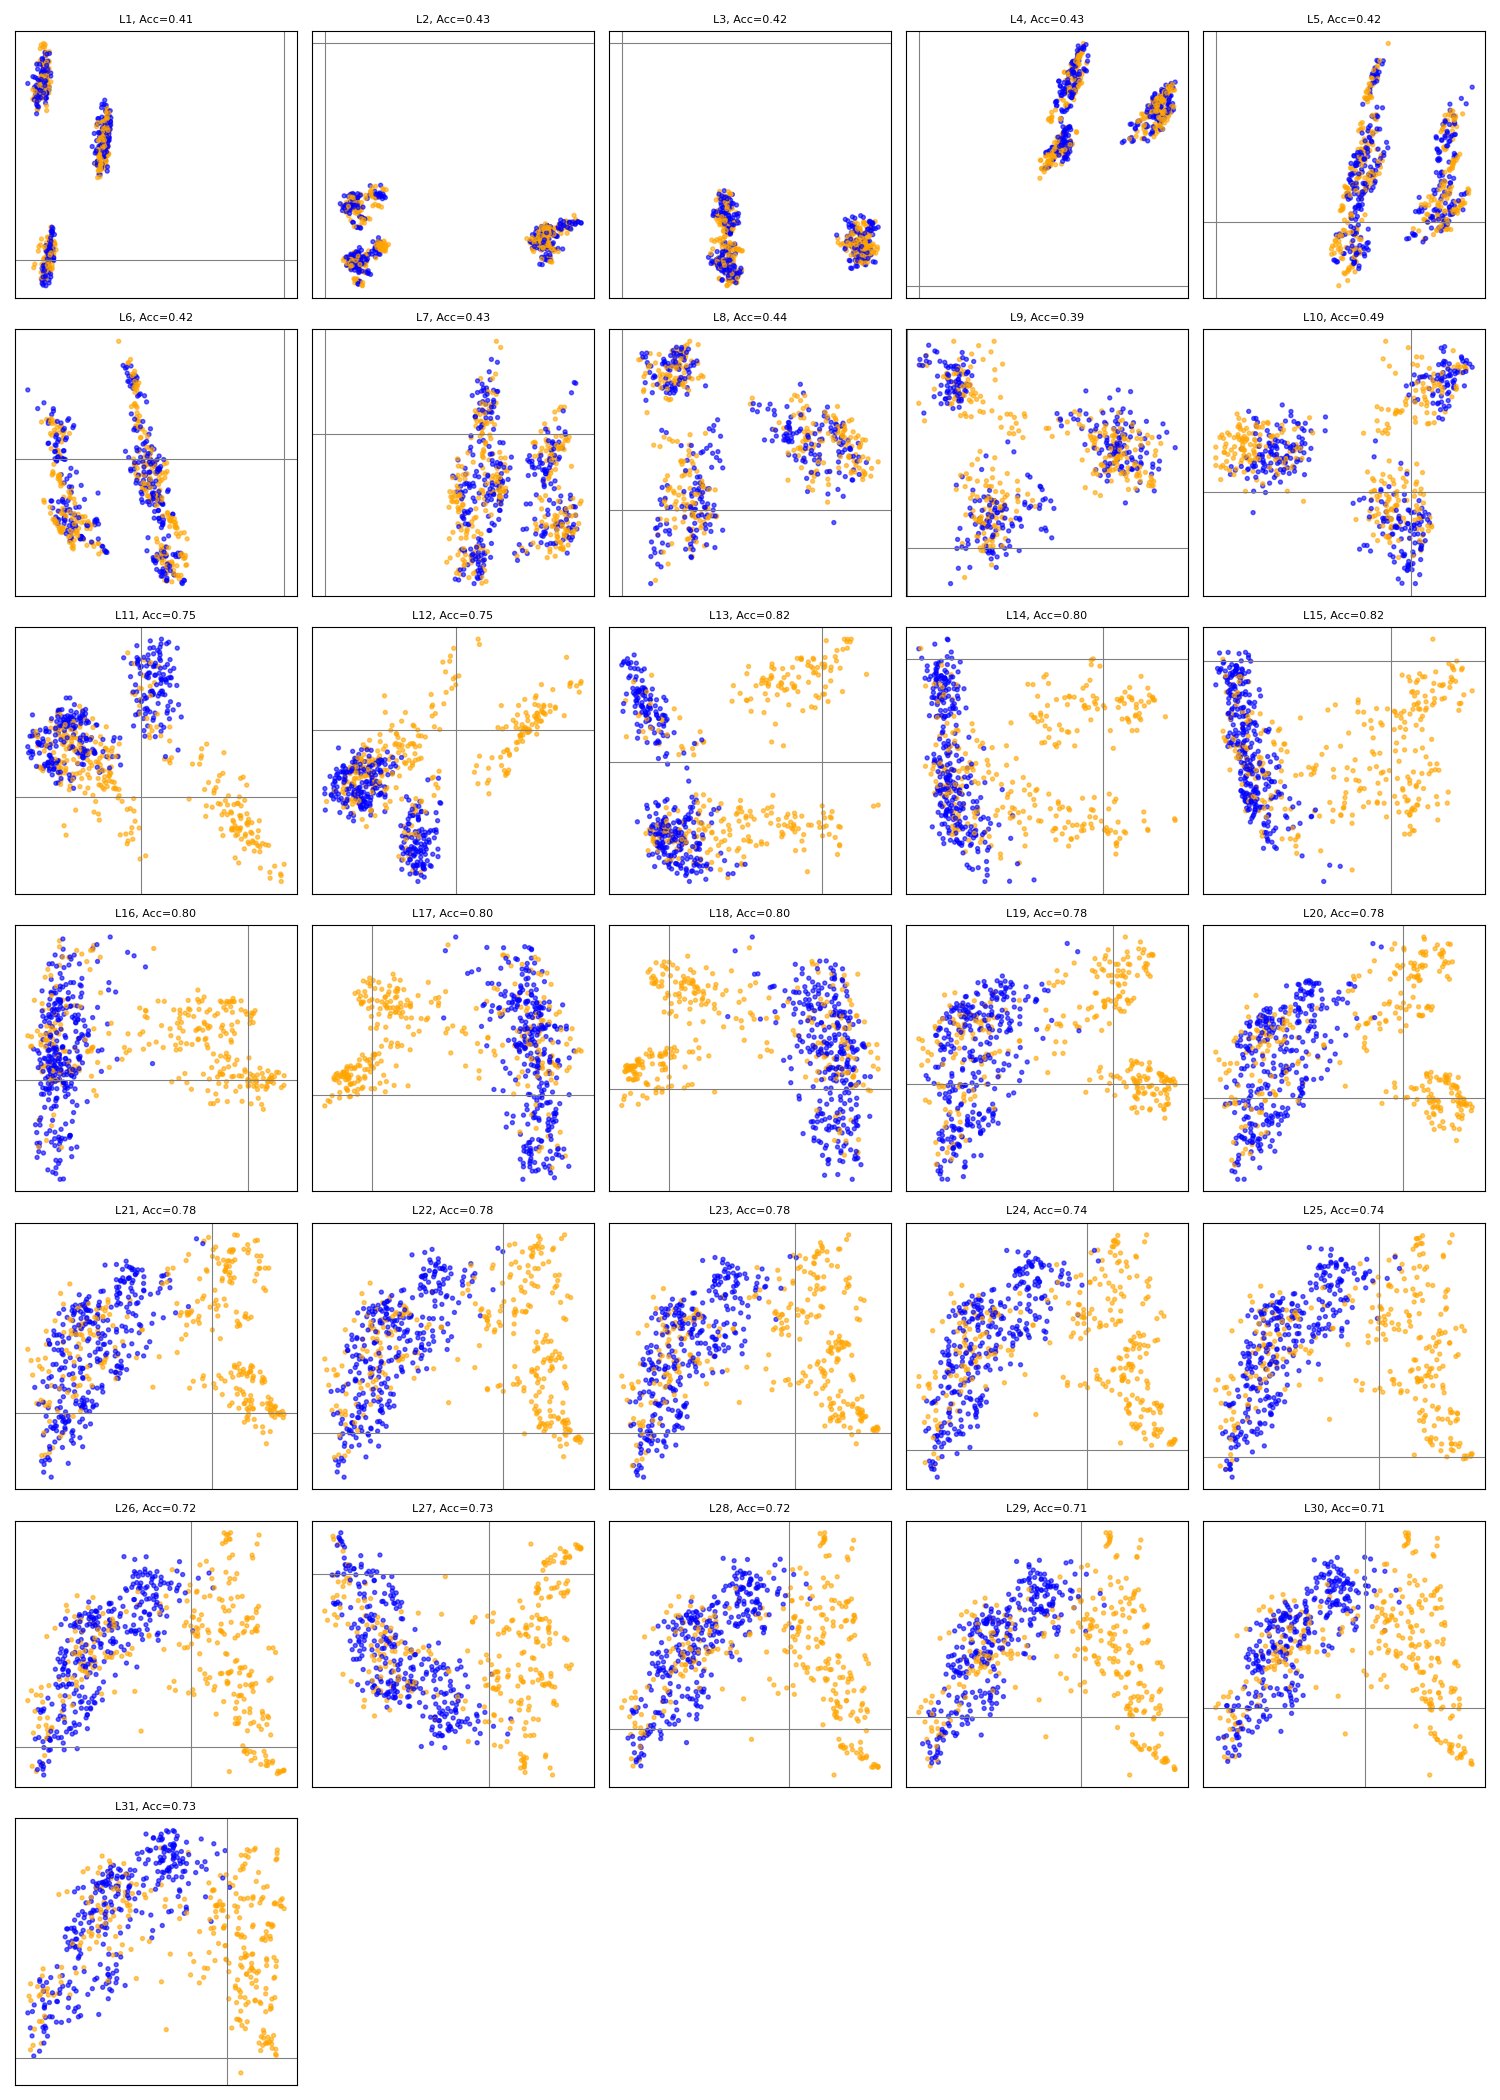 L1, Acc=0.41
L2, Acc=0.43
L3, Acc=0.42
L4, Acc=0.43
L5, Acc=0.42
L6, Acc=0.42
L7, Acc=0.43
L8, Acc=0.44
L9, Acc=0.39
L10, Acc=0.49
L11, Acc=0.75
L12, Acc=0.75
L13, Acc=0.82
L14, Acc=0.80
L15, Acc=0.82
L16, Acc=0.80
L17, Acc=0.80
L18, Acc=0.80
L19, Acc=0.78
L20, Acc=0.78
L21, Acc=0.78
L22, Acc=0.78
L23, Acc=0.78
L24, Acc=0.74
L25, Acc=0.74
L26, Acc=0.72
L27, Acc=0.73
L28, Acc=0.72
L29, Acc=0.71
L30, Acc=0.71
L31, Acc=0.73